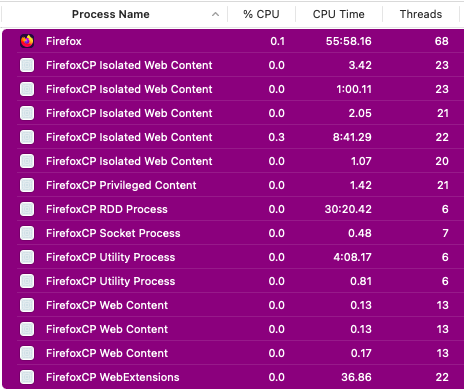 Process Name % CPU CPU Time Threads
Firefox 0.1 55:58.16 68
FirefoxCP Isolated Web Content 0.0 3.42 23
FirefoxCP Isolated Web Content 0.0 1:00.11 23
FirefoxCP Isolated Web Content 0.0 2.05 21
FirefoxCP Isolated Web Content 0.3 8:41.29 22
FirefoxCP Isolated Web Content 0.0 1.07 20
FirefoxCP Privileged Content 0.0 1.42 21
FirefoxCP RDD Process 0.0 30:20.42 6
FirefoxCP Socket Process 0.0 0.48 7
FirefoxCP Utility Process 0.0 4:08.17 6
FirefoxCP Utility Process 0.0 0.81 6
FirefoxCP Web Content 0.0 0.13 13
FirefoxCP Web Content 0.0 0.13 13
FirefoxCP Web Content 0.0 0.17 13
FirefoxCP WebExtensions 0.0 36.86 22